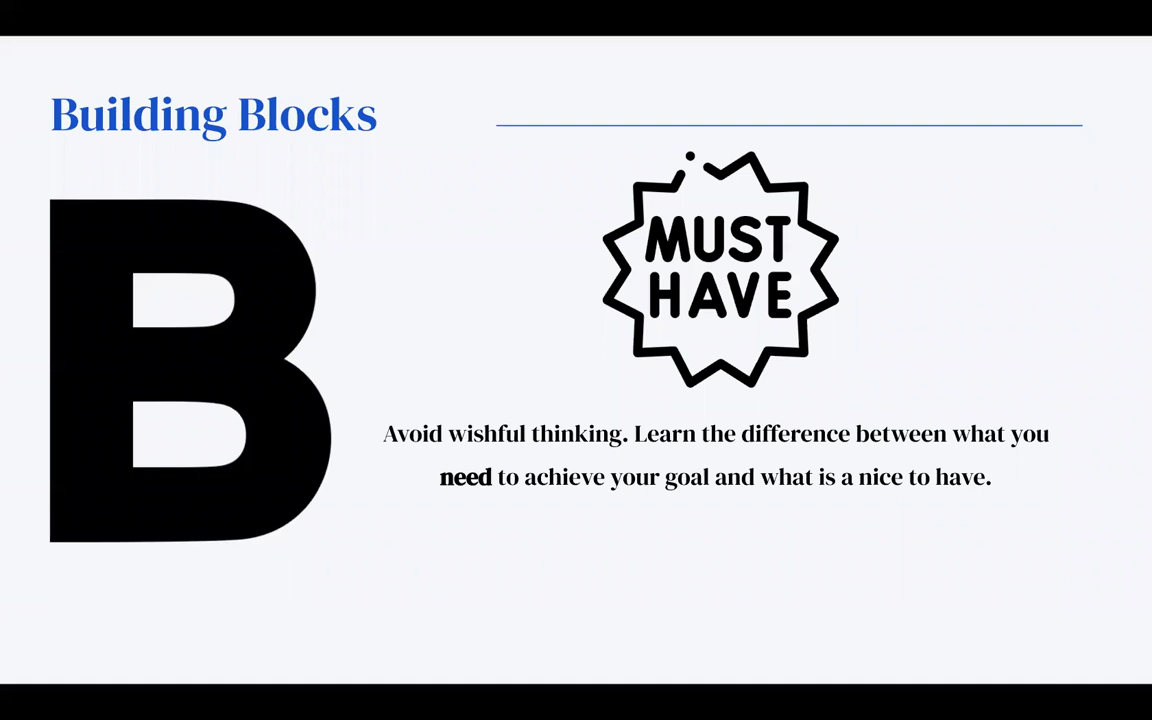 Building Blocks
B
MUST
HAVE
Avoid wishful thinking. Learn the difference between what you
need to achieve your goal and what is a nice to have.